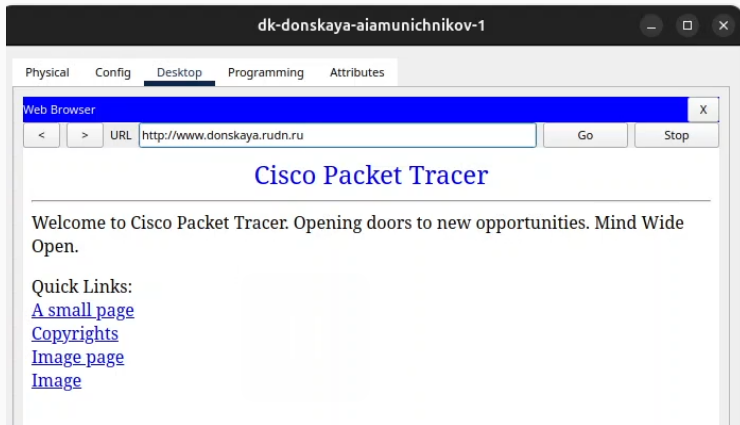 dk-donskaya-aiamunichnikov-1
Physical Config Desktop Programming Attributes
Web Browser X
< > URL http://www.donskaya.rudn.ru Go Stop
Cisco Packet Tracer
Welcome to Cisco Packet Tracer. Opening doors to new opportunities. Mind Wide
Open.
Quick Links:
A small page
Copyrights
Image page
Image